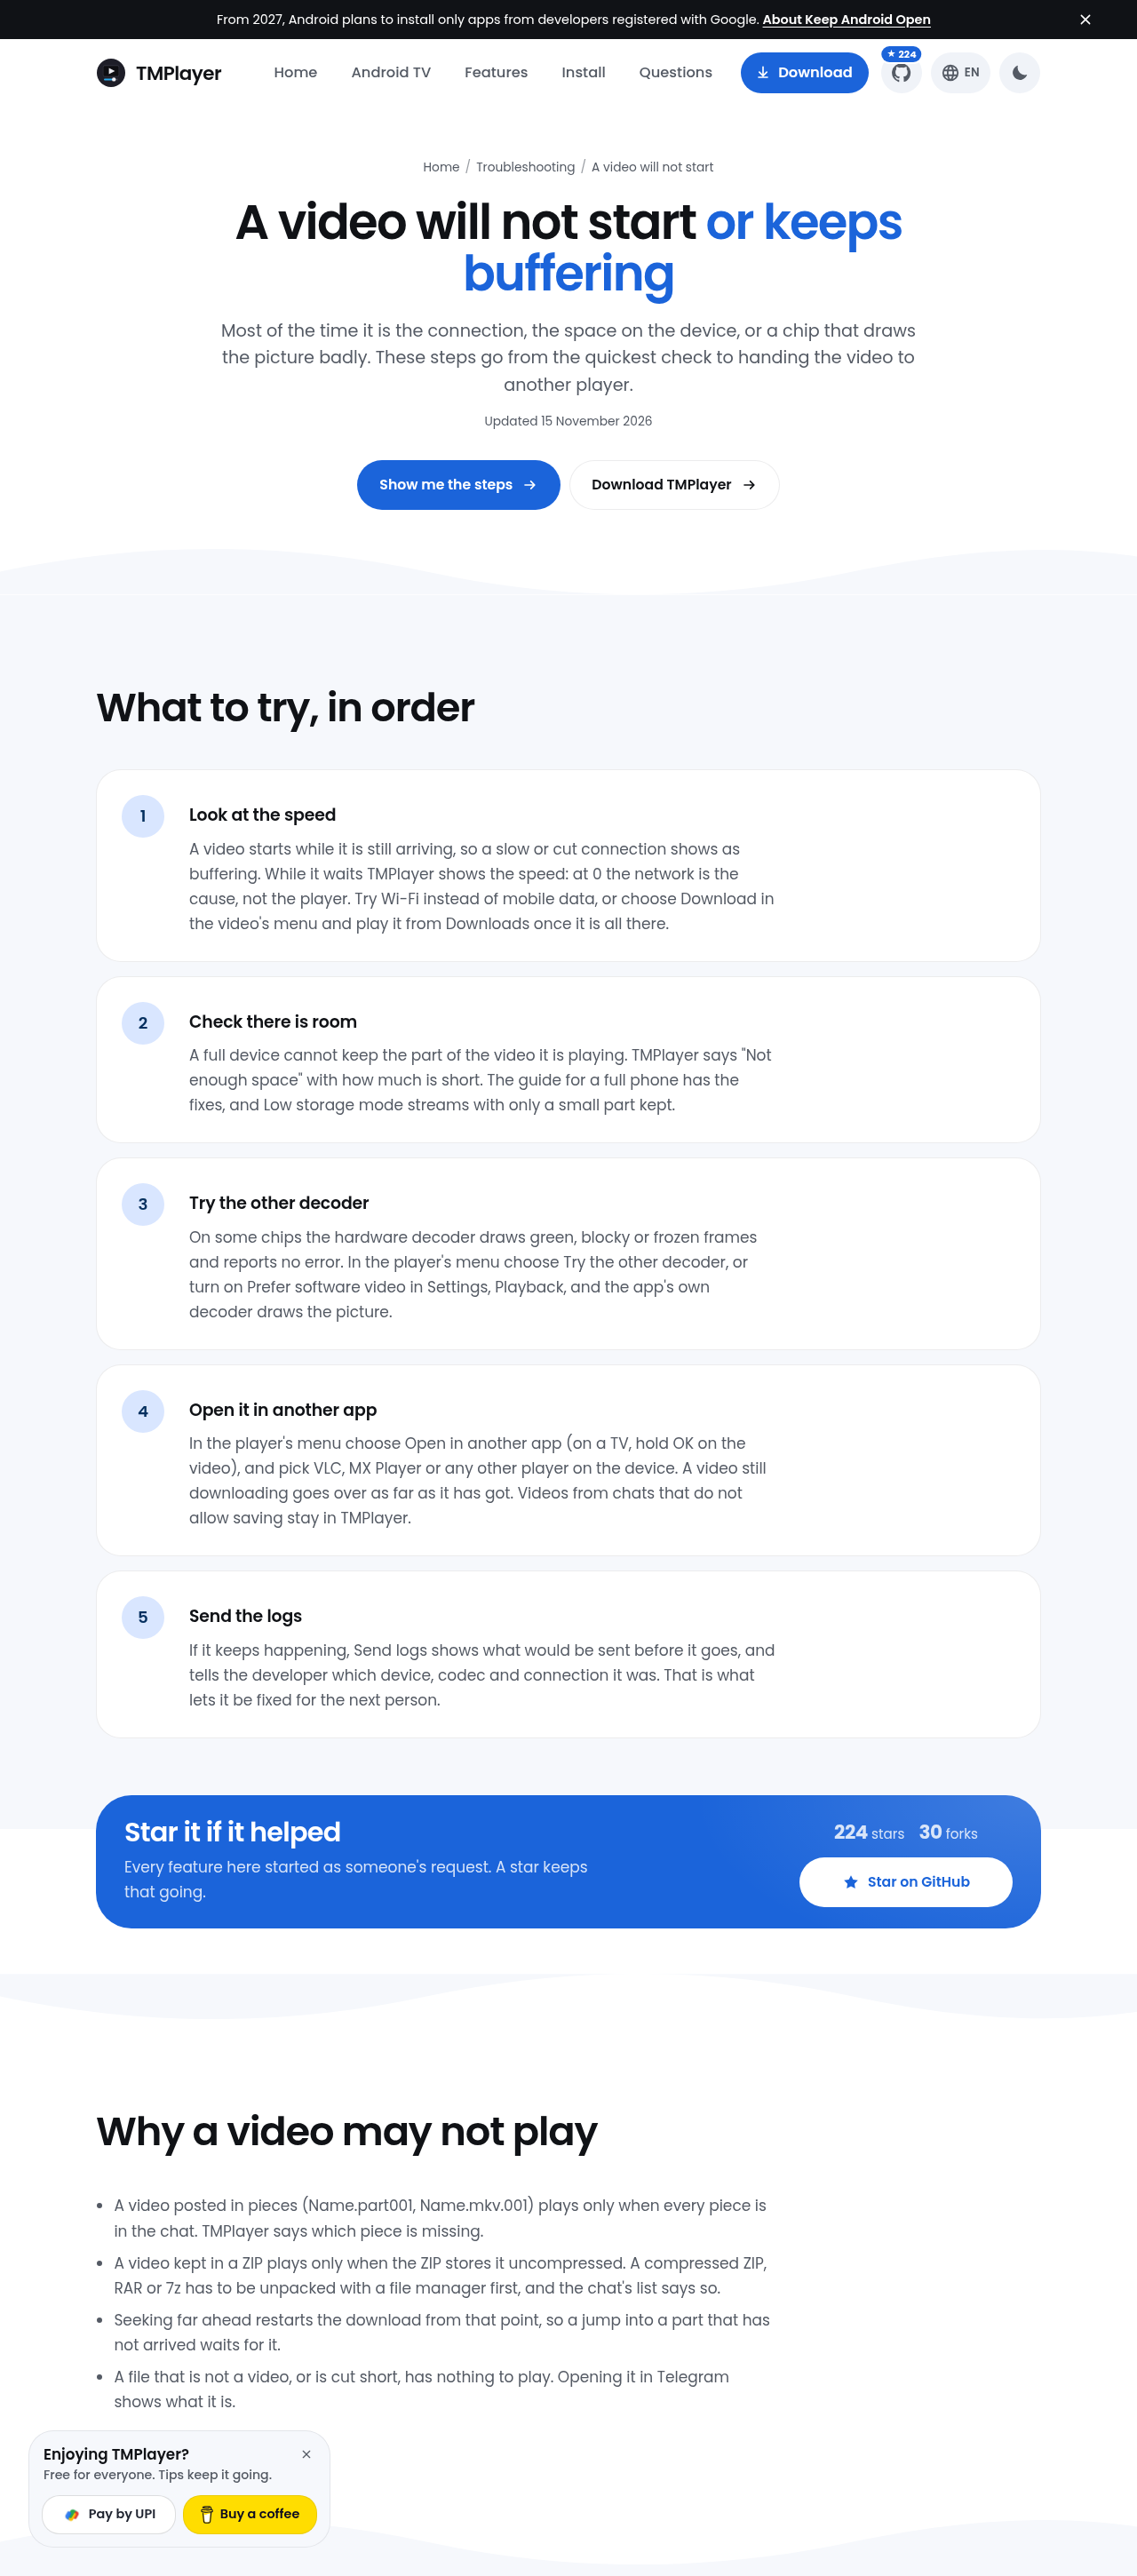 From 2027, Android plans to install only apps from developers registered with Google. About Keep Android Open
TMPlayer
Home
Android TV
Features
Install
Questions
Download
★ 224
EN
Home / Troubleshooting / A video will not start
A video will not start or keeps
buffering
Most of the time it is the connection, the space on the device, or a chip that draws
the picture badly. These steps go from the quickest check to handing the video to
another player.
Updated 15 November 2026
Show me the steps →
Download TMPlayer →
What to try, in order
1
Look at the speed
A video starts while it is still arriving, so a slow or cut connection shows as
buffering. While it waits TMPlayer shows the speed: at 0 the network is the
cause, not the player. Try Wi-Fi instead of mobile data, or choose Download in
the video's menu and play it from Downloads once it is all there.
2
Check there is room
A full device cannot keep the part of the video it is playing. TMPlayer says "Not
enough space" with how much is short. The guide for a full phone has the
fixes, and Low storage mode streams with only a small part kept.
3
Try the other decoder
On some chips the hardware decoder draws green, blocky or frozen frames
and reports no error. In the player's menu choose Try the other decoder, or
turn on Prefer software video in Settings, Playback, and the app's own
decoder draws the picture.
4
Open it in another app
In the player's menu choose Open in another app (on a TV, hold OK on the
video), and pick VLC, MX Player or any other player on the device. A video still
downloading goes over as far as it has got. Videos from chats that do not
allow saving stay in TMPlayer.
5
Send the logs
If it keeps happening, Send logs shows what would be sent before it goes, and
tells the developer which device, codec and connection it was. That is what
lets it be fixed for the next person.
Star it if it helped
Every feature here started as someone's request. A star keeps
that going.
224 stars 30 forks
Star on GitHub
Why a video may not play
• A video posted in pieces (Name.part001, Name.mkv.001) plays only when every piece is
in the chat. TMPlayer says which piece is missing.
• A video kept in a ZIP plays only when the ZIP stores it uncompressed. A compressed ZIP,
RAR or 7z has to be unpacked with a file manager first, and the chat's list says so.
• Seeking far ahead restarts the download from that point, so a jump into a part that has
not arrived waits for it.
• A file that is not a video, or is cut short, has nothing to play. Opening it in Telegram
shows what it is.
Enjoying TMPlayer?
Free for everyone. Tips keep it going.
Pay by UPI
Buy a coffee